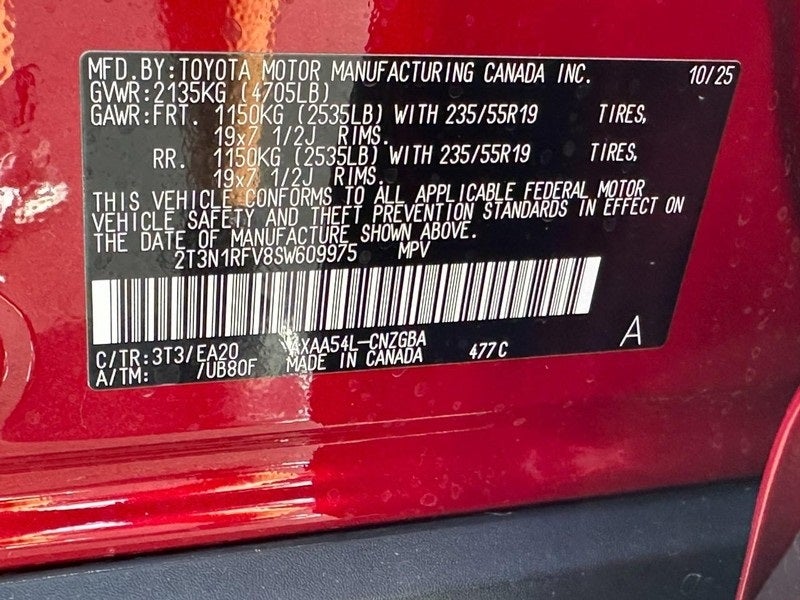 MFD.BY:TOYOTA MOTOR MANUFACTURING CANADA INC. 10/25
GVWR:2135KG (4705LB)
GAWR:FRT. 1150KG (2535LB) WITH 235/55R19 TIRES,
19x7 1/2J RIMS.
RR. 1150KG (2535LB) WITH 235/55R19 TIRES,
19x7 1/2J RIMS.
THIS VEHICLE CONFORMS TO ALL APPLICABLE FEDERAL MOTOR
VEHICLE SAFETY AND THEFT PREVENTION STANDARDS IN EFFECT ON
THE DATE OF MANUFACTURE SHOWN ABOVE.
2T3N1RFV8SW609975 MPV
C/TR:3T3/EA20 AXAA54L-CNZGBA 477C A
A/TM: /UB80F MADE IN CANADA